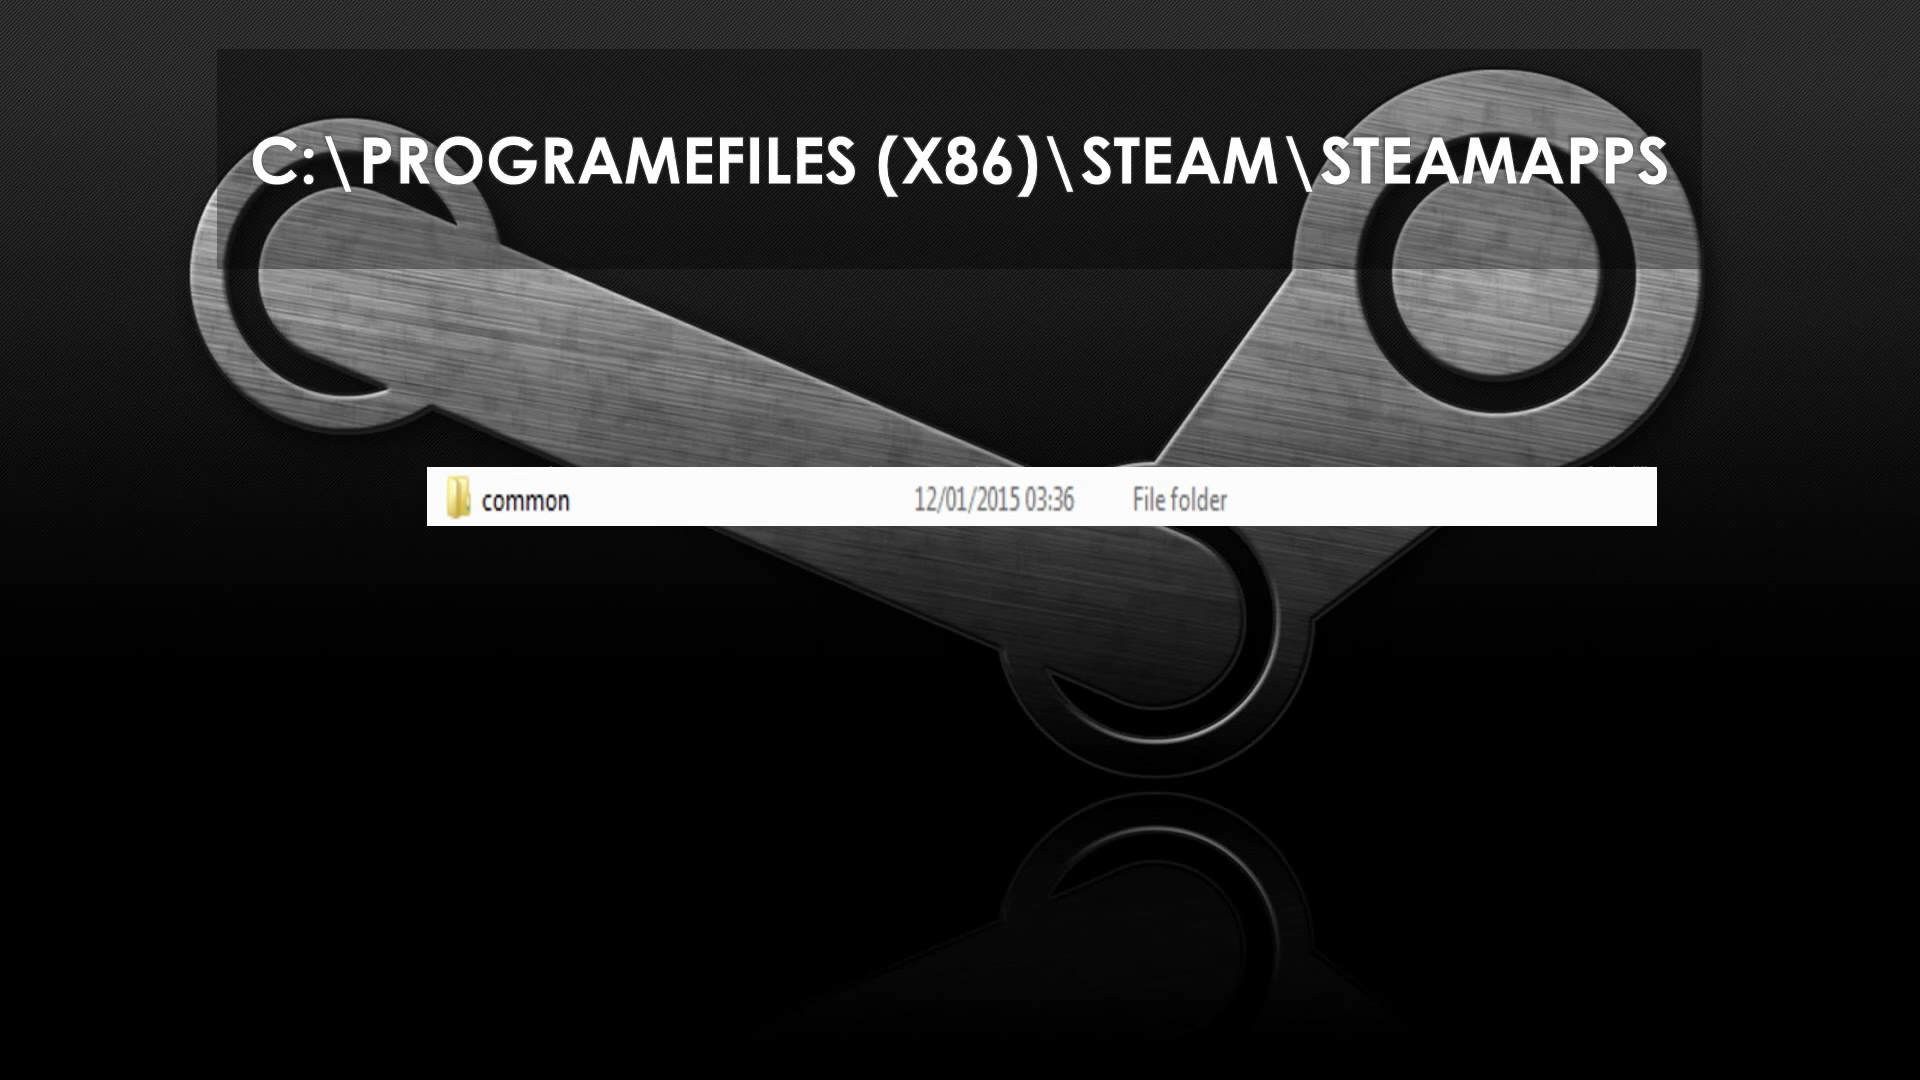 C:\PROGRAMEFILES (X86)\STEAM\STEAMAPPS
common 12/01/2015 03:36 File folder